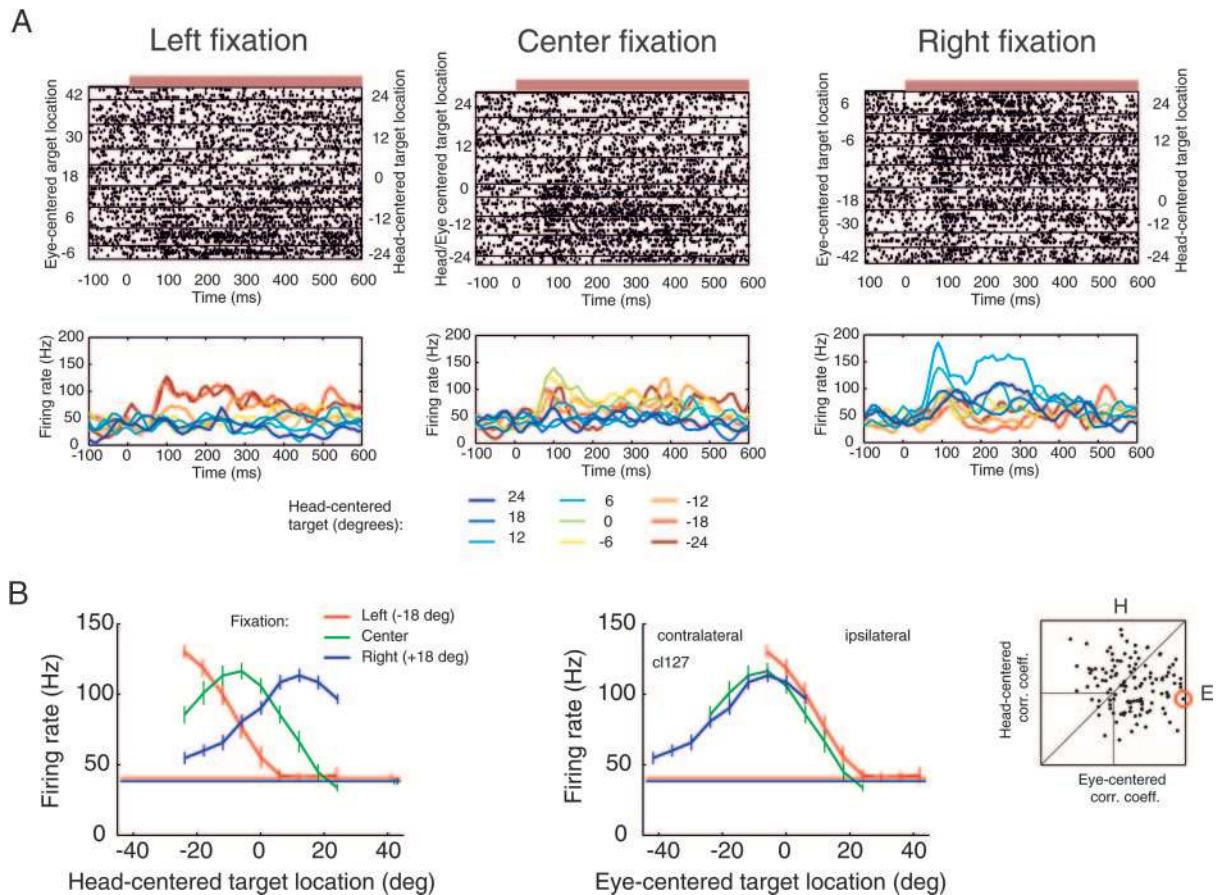 A
Left fixation
Center fixation
Right fixation
Eye-centered arget location
42
30
18
6
-6
24
12
0
-12
-24
Head-centered target location
-100 0 100 200 300 400 500 600
Time (ms)
Head/Eye centered target location
24
12
0
-12
-24
-100 0 100 200 300 400 500 600
Time (ms)
Eye-centered target location
6
-6
-18
-30
-42
24
12
0
-12
-24
Head-centered target location
-100 0 100 200 300 400 500 600
Time (ms)
Firing rate (Hz)
200
150
100
50
0
-100 0 100 200 300 400 500 600
Time (ms)
Firing rate (Hz)
200
150
100
50
0
-100 0 100 200 300 400 500 600
Time (ms)
Firing rate (Hz)
200
150
100
50
0
-100 0 100 200 300 400 500 600
Time (ms)
Head-centered
target (degrees):
24 6 -12
18 0 -18
12 -6 -24
B
Firing rate (Hz)
150
100
50
0
Fixation:
Left (-18 deg)
Center
Right (+18 deg)
-40 -20 0 20 40
Head-centered target location (deg)
Firing rate (Hz)
150
100
50
0
contralateral ipsilateral
cl127
-40 -20 0 20 40
Eye-centered target location (deg)
H
E
Head-centered
corr. coeff.
Eye-centered
corr. coeff.